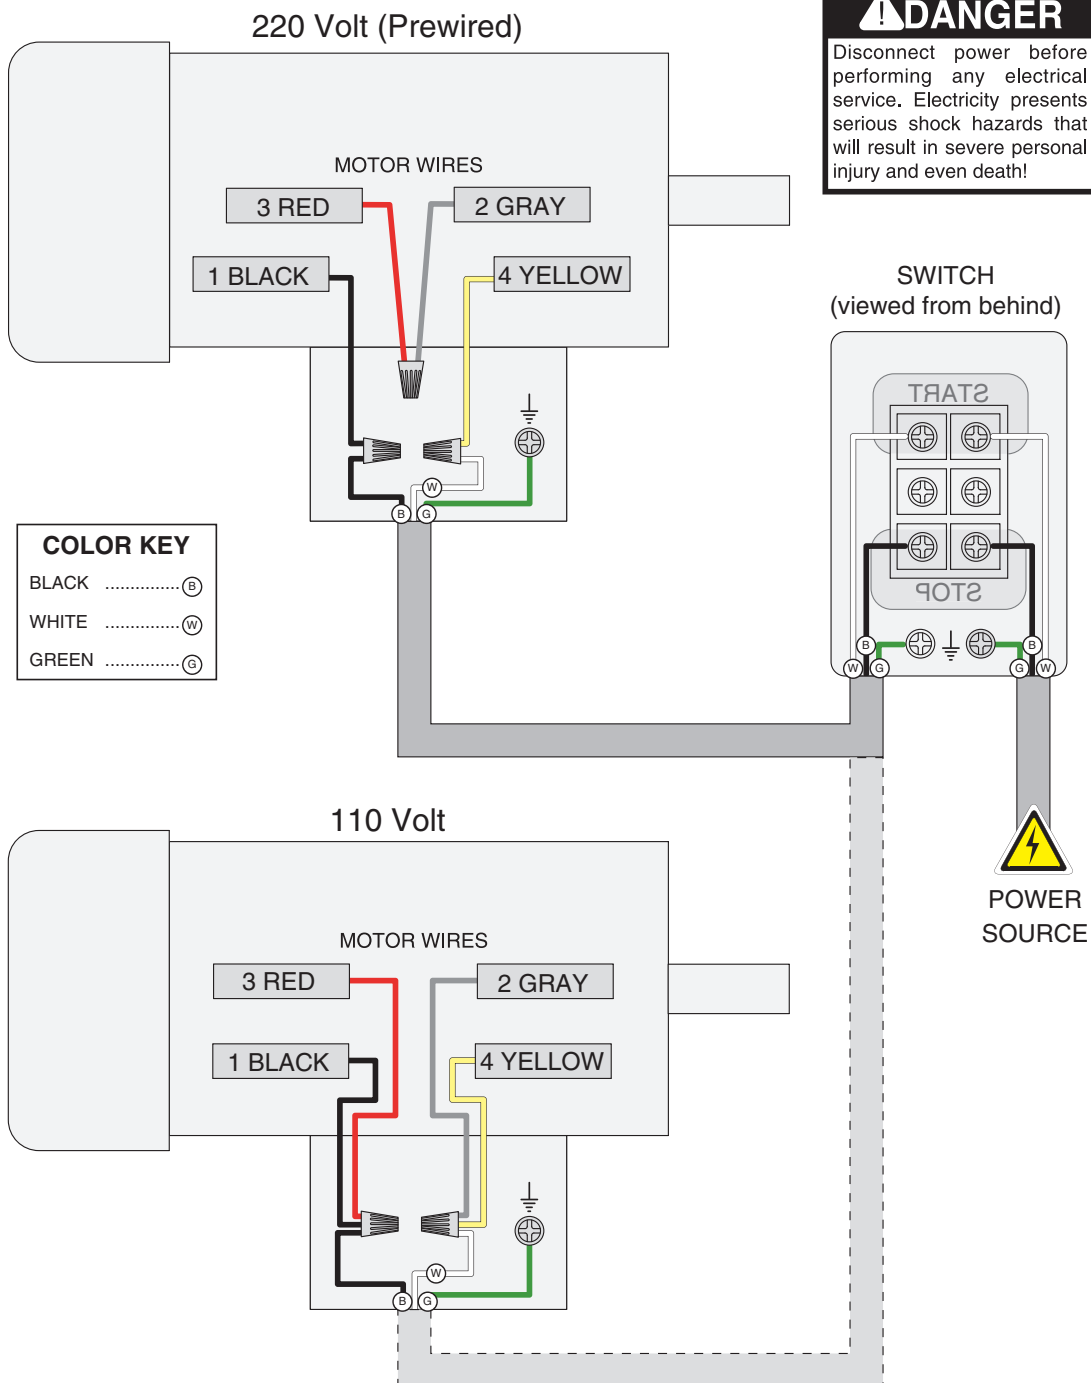 220 Volt (Prewired)
DANGER
Disconnect power before
performing any electrical
service. Electricity presents
serious shock hazards that
will result in severe personal
injury and even death!
MOTOR WIRES
3 RED
2 GRAY
1 BLACK
4 YELLOW
W
B
G
SWITCH
(viewed from behind)
START
STOP
B
B
W
G
G
W
COLOR KEY
BLACK ............... B
WHITE ............... W
GREEN ............... G
POWER
SOURCE
110 Volt
MOTOR WIRES
3 RED
2 GRAY
1 BLACK
4 YELLOW
W
B
G